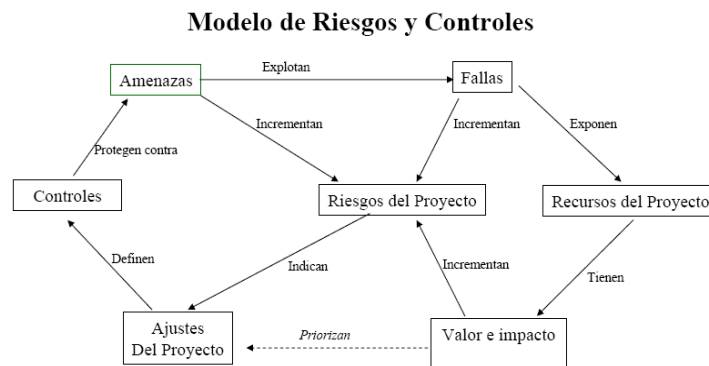 Modelo de Riesgos y Controles
Explotan
Amenazas
Fallas
Incrementan
Incrementan
Exponen
Protegen contra
Controles
Riesgos del Proyecto
Recursos del Proyecto
Definen
Indican
Incrementan
Tienen
Ajustes
Del Proyecto
Priorizan
Valor e impacto